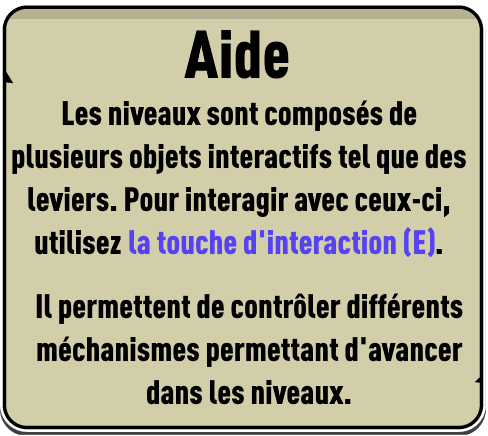 Aide
Les niveaux sont composés de
plusieurs objets interactifs tel que des
leviers. Pour interagir avec ceux-ci,
utilisez la touche d'interaction (E).
Il permettent de contrôler différents
méchanismes permettant d'avancer
dans les niveaux.